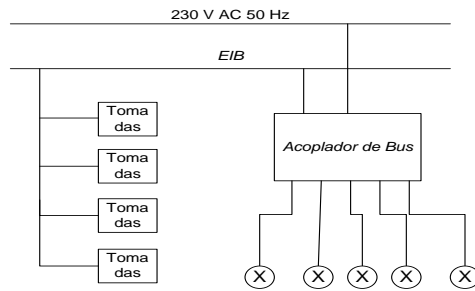 230 V AC 50 Hz
EIB
Toma
das
Toma
das
Toma
das
Toma
das
Acoplador de Bus
X X X X X